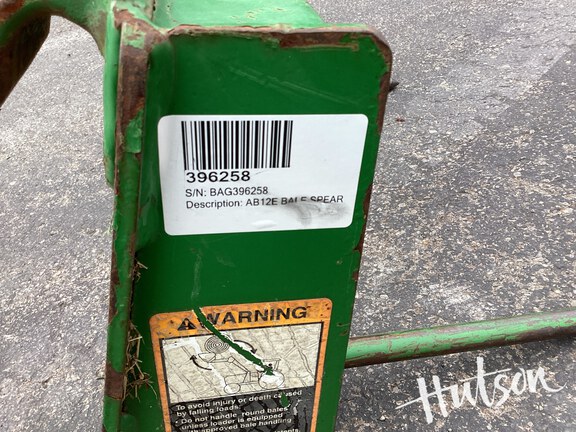 396258
S/N: BAG396258
Description: AB12E BALE SPEAR
WARNING
To avoid injury or death caused
by falling loads:
• Do not handle round bales
unless loader is equipped
approved bale handling
Hutson